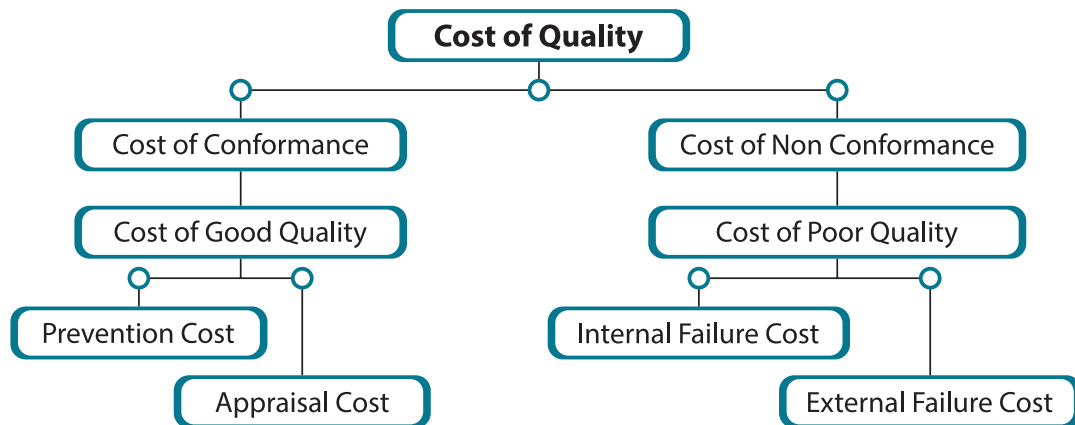 Cost of Quality
Cost of Conformance
Cost of Non Conformance
Cost of Good Quality
Cost of Poor Quality
Prevention Cost
Internal Failure Cost
Appraisal Cost
External Failure Cost